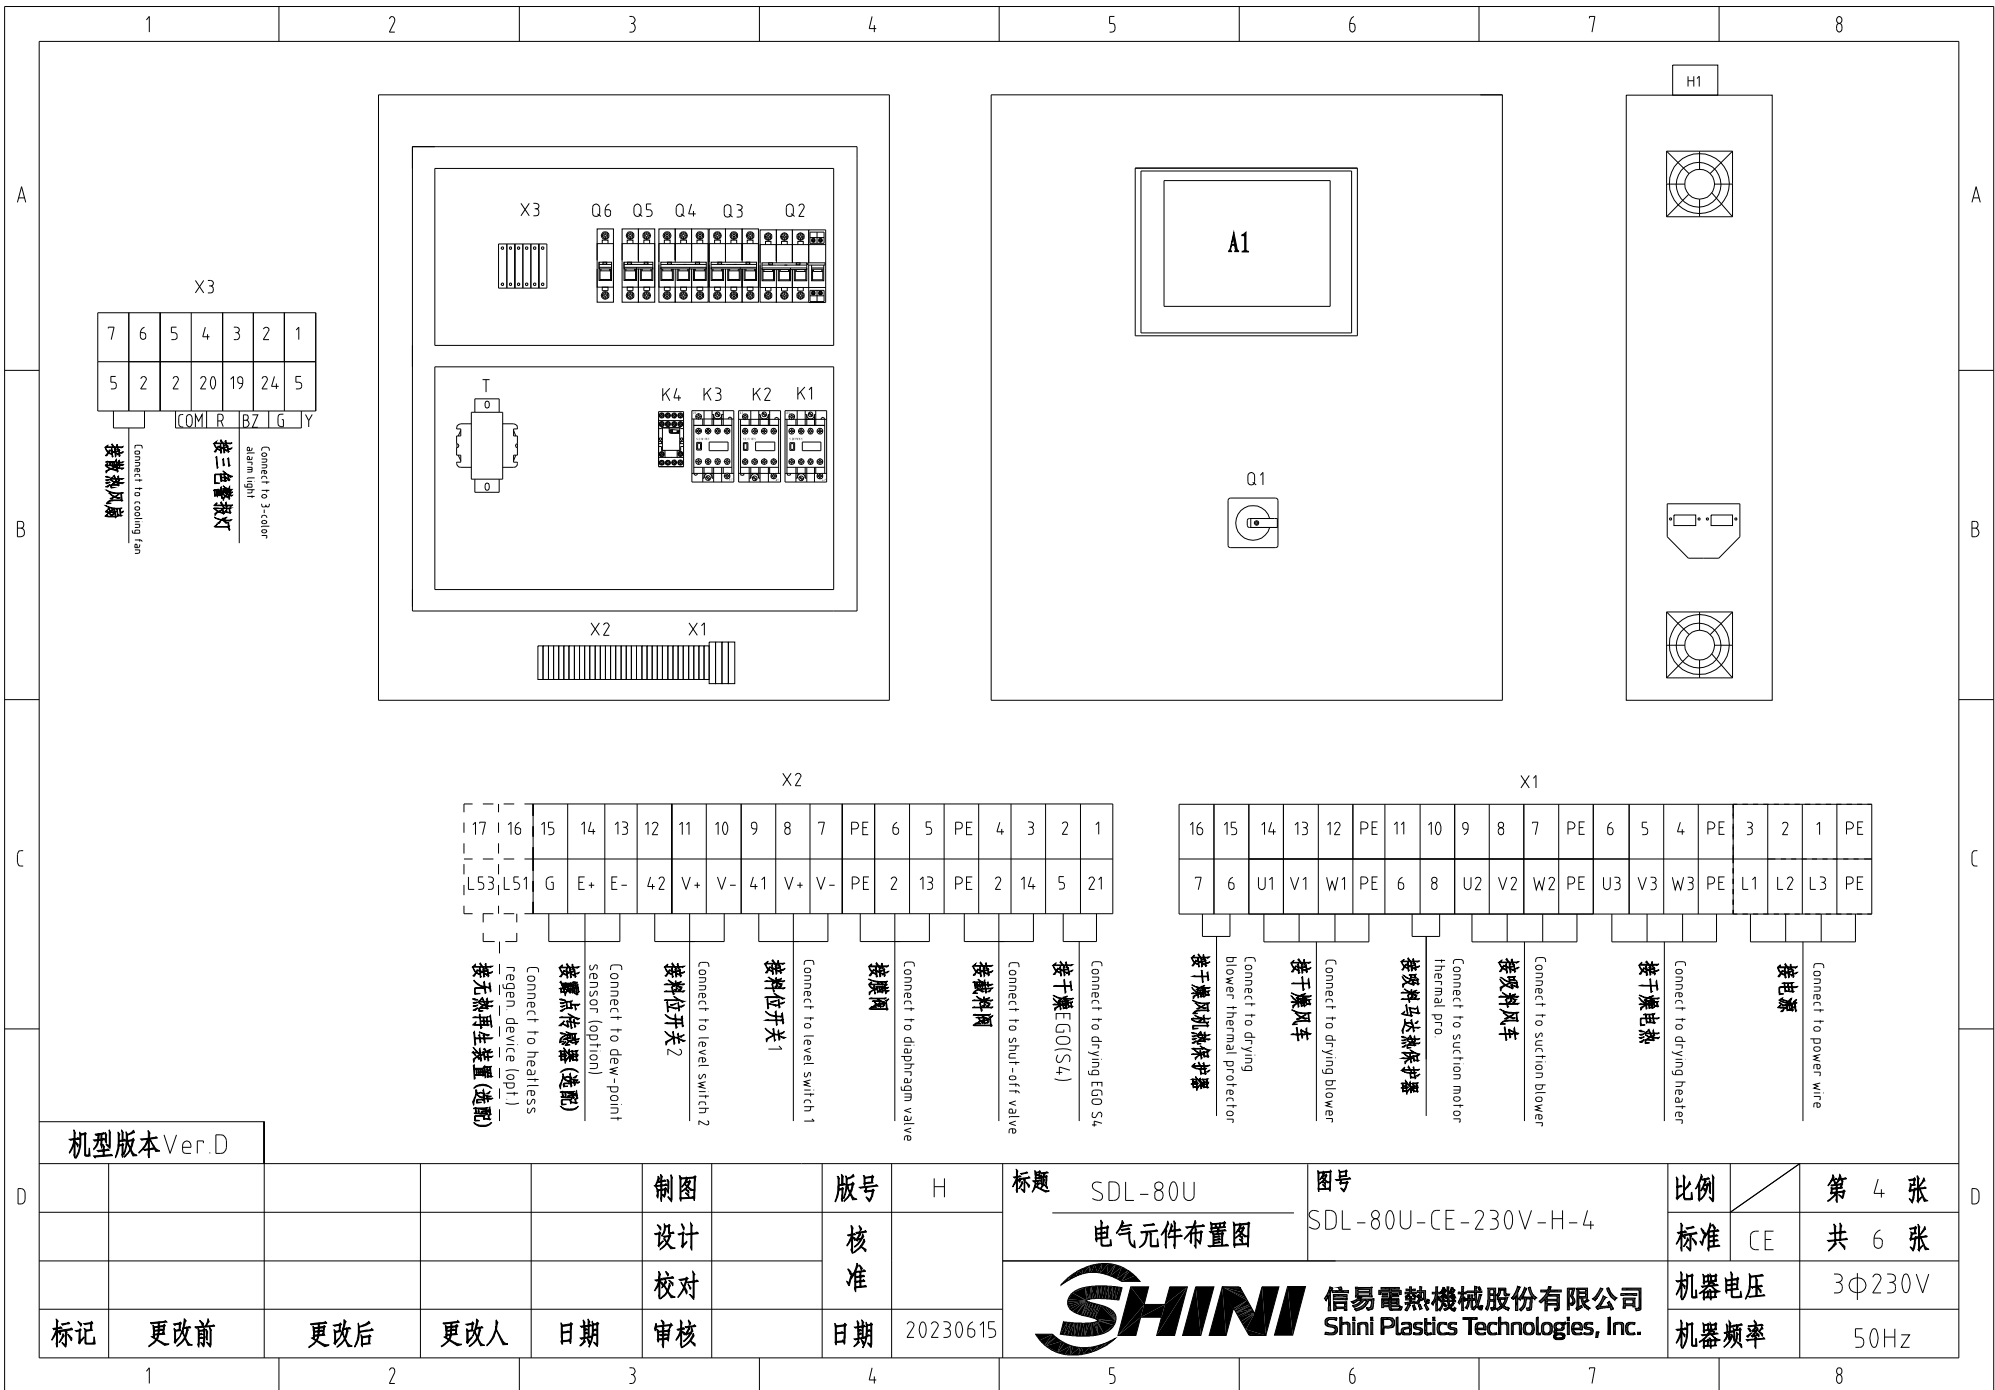 1 2 3 4 5 6 7 8
H1
A A
X3 Q6 Q5 Q4 Q3 Q2
A1
X3
7 6 5 4 3 2 1
5 2 2 20 19 24 5
COM R BZ G Y
接散热风扇
Connect to cooling fan
接三色警报灯
Connect to 3-color
alarm light
T K4 K3 K2 K1
0
0
Q1
B B
X2 X1
X2
17 16 15 14 13 12 11 10 9 8 7 PE 6 5 PE 4 3 2 1
L53 L51 G E+ E- 42 V+ V- 41 V+ V- PE 2 13 PE 2 14 5 21
接无热再生装置(选配)
Connect to heatless
regen. device (opt.)
接露点传感器(选配)
Connect to dew-point
sensor (option)
接料位开关2
Connect to level switch 2
接料位开关1
Connect to level switch 1
接膜阀
Connect to diaphragm valve
接截料阀
Connect to shut-off valve
接干燥EGO(S4)
Connect to drying EGO S4
X1
16 15 14 13 12 PE 11 10 9 8 7 PE 6 5 4 PE 3 2 1 PE
7 6 U1 V1 W1 PE 6 8 U2 V2 W2 PE U3 V3 W3 PE L1 L2 L3 PE
接干燥风机热保护器
Connect to drying
blower thermal protector
接干燥风车
Connect to drying blower
接吸料马达热保护器
Connect to suction motor
thermal pro.
接吸料风车
Connect to suction blower
接干燥电热
Connect to drying heater
接电源
Connect to power wire
C C
机型版本Ver.D
D D
制图 版号 H
设计 核准
校对
标记 更改前 更改后 更改人 日期 审核 日期 20230615
标题 SDL-80U
电气元件布置图
图号
SDL-80U-CE-230V-H-4
比例 第 4 张
标准 CE 共 6 张
机器电压 3φ230V
机器频率 50Hz
SHINI
信易電熱機械股份有限公司
Shini Plastics Technologies, Inc.
1 2 3 4 5 6 7 8